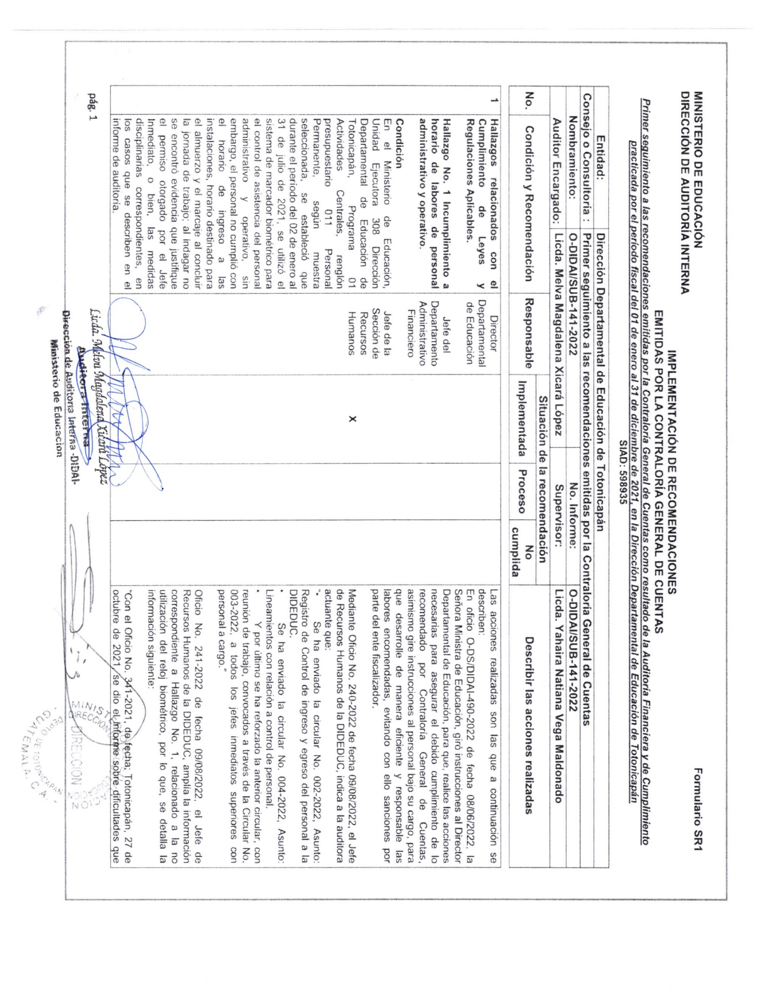 MINISTERIO DE EDUCACIÓN
DIRECCIÓN DE AUDITORÍA INTERNA
Formulario SR1
IMPLEMENTACIÓN DE RECOMENDACIONES
EMITIDAS POR LA CONTRALORÍA GENERAL DE CUENTAS
Primer seguimiento a las recomendaciones emitidas por la Contraloría General de Cuentas como resultado de la Auditoría Financiera y de Cumplimiento
practicada por el período fiscal del 01 de enero al 31 de diciembre de 2021, en la Dirección Departamental de Educación de Totonicapán
SIAD: 598935
Entidad: Dirección Departamental de Educación de Totonicapán
Consejo o Consultoría : Primer seguimiento a las recomendaciones emitidas por la Contraloría General de Cuentas
Nombramiento: O-DIDAI/SUB-141-2022 No. Informe: O-DIDAI/SUB-141-2022
Auditor Encargado: Licda. Melva Magdalena Xicará López Supervisor: Licda. Yahaira Natiana Vega Maldonado
No. Condición y Recomendación Responsable Situación de la recomendación Describir las acciones realizadas
Implementada Proceso No
cumplida
1
Hallazgos relacionados con el
Cumplimiento de Leyes y
Regulaciones Aplicables.
Hallazgo No. 1 Incumplimiento a
horario de labores de personal
administrativo y operativo.
Condición
En el Ministerio de Educación,
Unidad Ejecutora 308 Dirección
Departamental de Educación de
Totonicapán, Programa 01
Actividades Centrales, renglón
presupuestario 011 Personal
Permanente, según muestra
seleccionada, se estableció que
durante el período del 02 de enero al
31 de julio de 2021, se utilizó el
sistema de marcador biométrico para
el control de asistencia del personal
administrativo y operativo, sin
embargo, el personal no cumplió con
el horario de ingreso a las
instalaciones, horario destinado para
el almuerzo y el marcaje al concluir
la jornada de trabajo; al indagar no
se encontró evidencia que justifique
el permiso otorgado por el Jefe
Inmediato, o bien, las medidas
disciplinarias correspondientes, en
los casos que se describen en el
informe de auditoría.
Director
Departamental
de Educación
Jefe del
Departamento
Administrativo
Financiero
Jefe de la
Sección de
Recursos
Humanos
X
Las acciones realizadas son las que a continuación se
describen:
En oficio O-DS/DIDAI-490-2022 de fecha 08/06/2022, la
Señora Ministra de Educación, giró instrucciones al Director
Departamental de Educación, para que, realice las acciones
necesarias para asegurar el debido cumplimiento de lo
recomendado por Contraloría General de Cuentas,
asimismo gire instrucciones al personal bajo su cargo, para
que desarrolle de manera eficiente y responsable las
labores encomendadas, evitando con ello sanciones por
parte del ente fiscalizador.
Mediante Oficio No. 240-2022 de fecha 09/08/2022, el Jefe
de Recursos Humanos de la DIDEDUC, indica a la auditora
actuante que:
“• Se ha enviado la circular No. 002-2022, Asunto:
Registro de Control de ingreso y egreso del personal a la
DIDEDUC.
• Se ha enviado la circular No. 004-2022, Asunto:
Lineamientos con relación a control de personal.
• Y por último se ha reforzado la anterior circular, con
reunión de trabajo, convocados a través de la Circular No.
003-2022, a todos los jefes inmediatos superiores con
personal a cargo.”
Oficio No. 241-2022 de fecha 09/08/2022, el Jefe de
Recursos Humanos de la DIDEDUC, amplía la información
correspondiente a Hallazgo No. 1, relacionado a la no
utilización del reloj biométrico, por lo que, se detalla la
información siguiente:
“Con el Oficio No. 341-2021, de fecha; Totonicapán, 27 de
octubre de 2021, se dio el informe sobre dificultades que
pág. 1
Licda. Melva Magdalena Xicará López
Auditora Interna
Dirección de Auditoría Interna -DIDAI-
Ministerio de Educación
DIRECCION
DEPTO DE TOTONICAPAN
GUATEMALA. C.A.